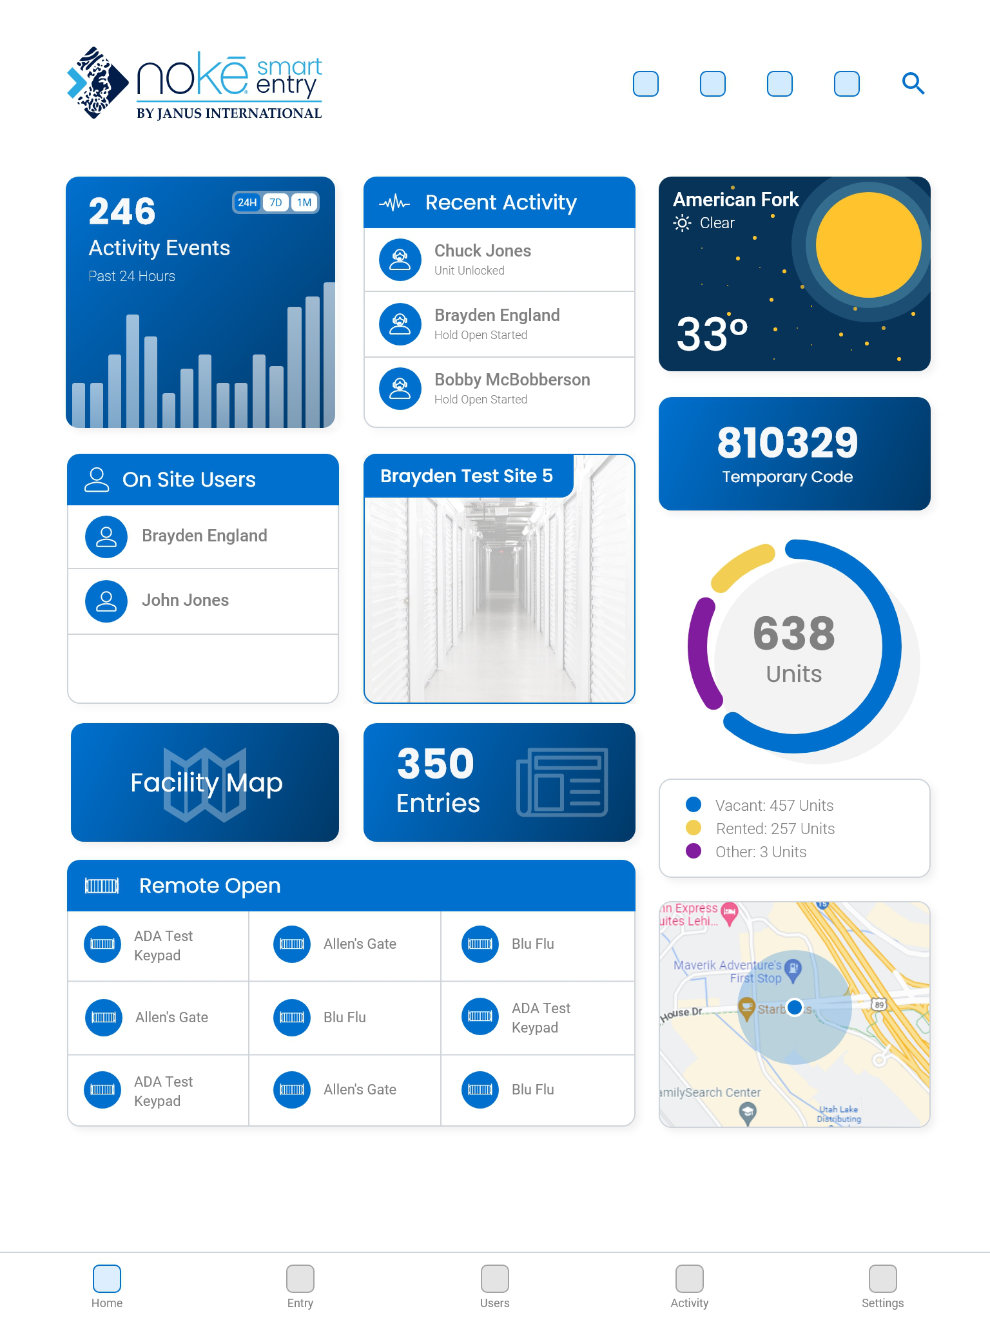 nokē smart entry
BY JANUS INTERNATIONAL
246
24H 7D 1M
Activity Events
Past 24 Hours
Recent Activity
Chuck Jones
Unit Unlocked
Brayden England
Hold Open Started
Bobby McBobberson
Hold Open Started
American Fork
Clear
33°
810329
Temporary Code
On Site Users
Brayden England
John Jones
Brayden Test Site 5
638
Units
Facility Map
350
Entries
Vacant: 457 Units
Rented: 257 Units
Other: 3 Units
Remote Open
ADA Test
Keypad
Allen's Gate
Blu Flu
Allen's Gate
Blu Flu
ADA Test
Keypad
ADA Test
Keypad
Allen's Gate
Blu Flu
nn Express
uites Lehi...
15
Maverik Adventure's
First Stop
89
House Dr
amilySearch Center
Utah Lake
Distributing
Home
Entry
Users
Activity
Settings